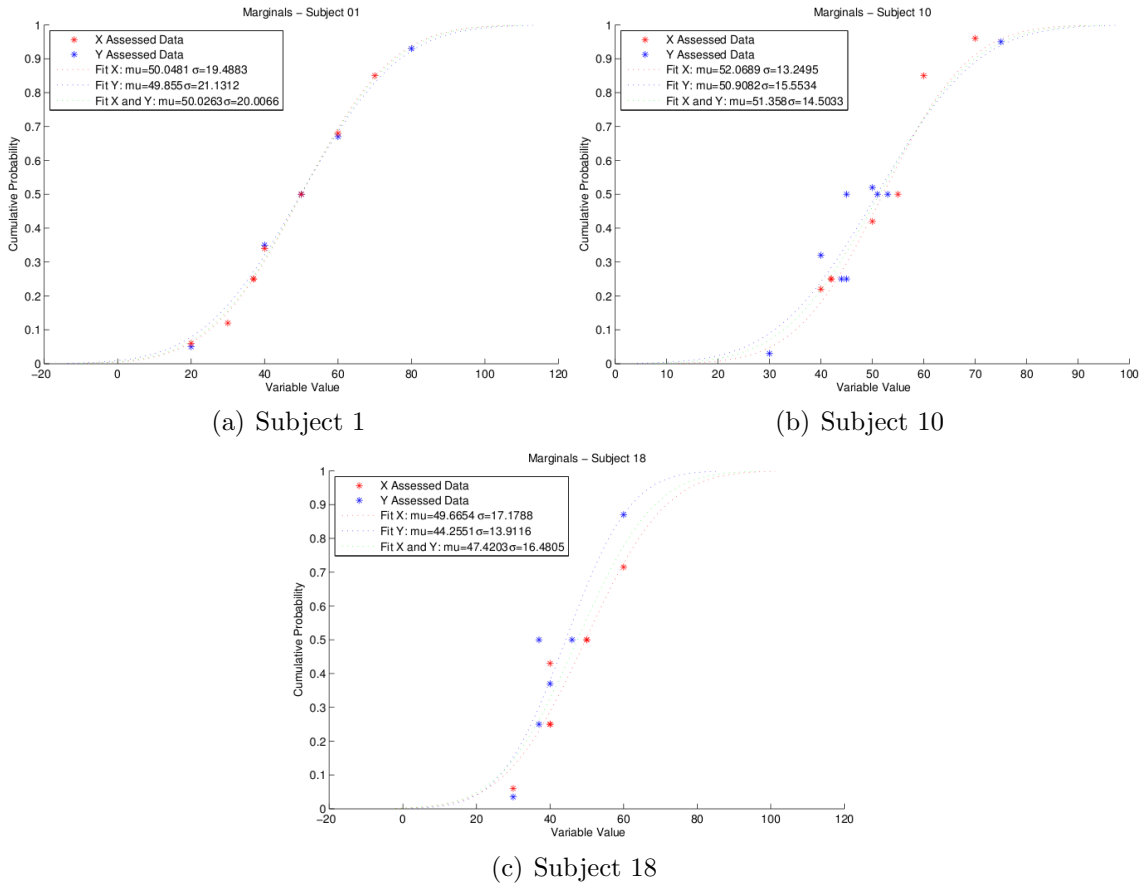 Marginals − Subject 01
1
0.9
0.8
0.7
0.6
0.5
0.4
0.3
0.2
0.1
0
Cumulative Probability
X Assessed Data
Y Assessed Data
Fit X: mu=50.0481 σ=19.4883
Fit Y: mu=49.855 σ=21.1312
Fit X and Y: mu=50.0263σ=20.0066
−20 0 20 40 60 80 100 120
Variable Value
(a) Subject 1
Marginals − Subject 10
1
0.9
0.8
0.7
0.6
0.5
0.4
0.3
0.2
0.1
0
Cumulative Probability
X Assessed Data
Y Assessed Data
Fit X: mu=52.0689 σ=13.2495
Fit Y: mu=50.9082 σ=15.5534
Fit X and Y: mu=51.358σ=14.5033
0 10 20 30 40 50 60 70 80 90 100
Variable Value
(b) Subject 10
Marginals − Subject 18
1
0.9
0.8
0.7
0.6
0.5
0.4
0.3
0.2
0.1
0
Cumulative Probability
X Assessed Data
Y Assessed Data
Fit X: mu=49.6654 σ=17.1788
Fit Y: mu=44.2551 σ=13.9116
Fit X and Y: mu=47.4203σ=16.4805
−20 0 20 40 60 80 100 120
Variable Value
(c) Subject 18